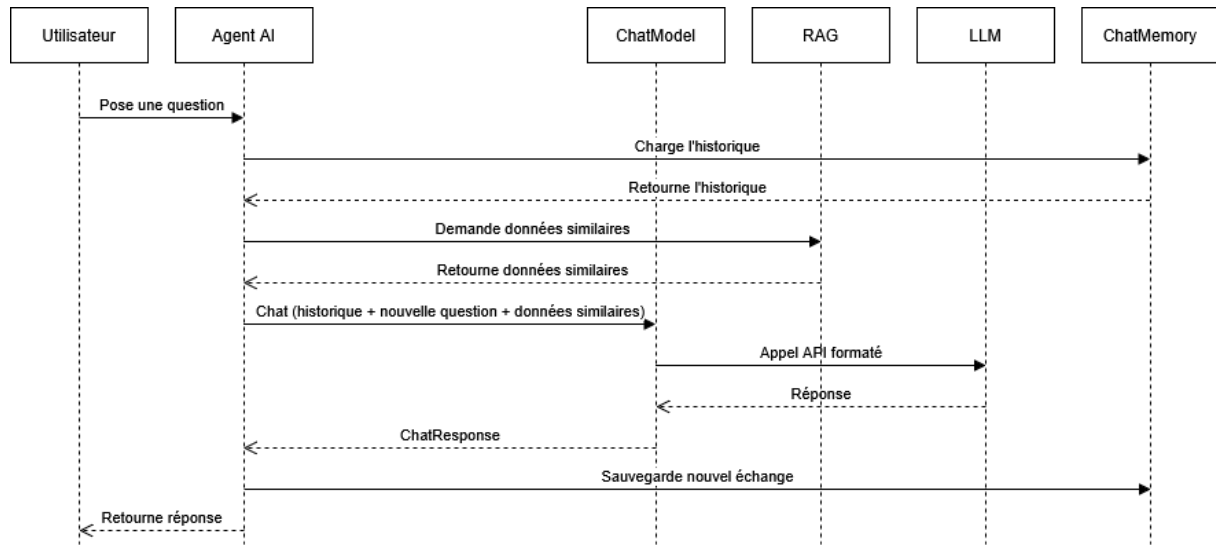 Utilisateur
Agent AI
ChatModel
RAG
LLM
ChatMemory
Pose une question
Charge l'historique
Retourne l'historique
Demande données similaires
Retourne données similaires
Chat (historique + nouvelle question + données similaires)
Appel API formaté
Réponse
ChatResponse
Sauvegarde nouvel échange
Retourne réponse